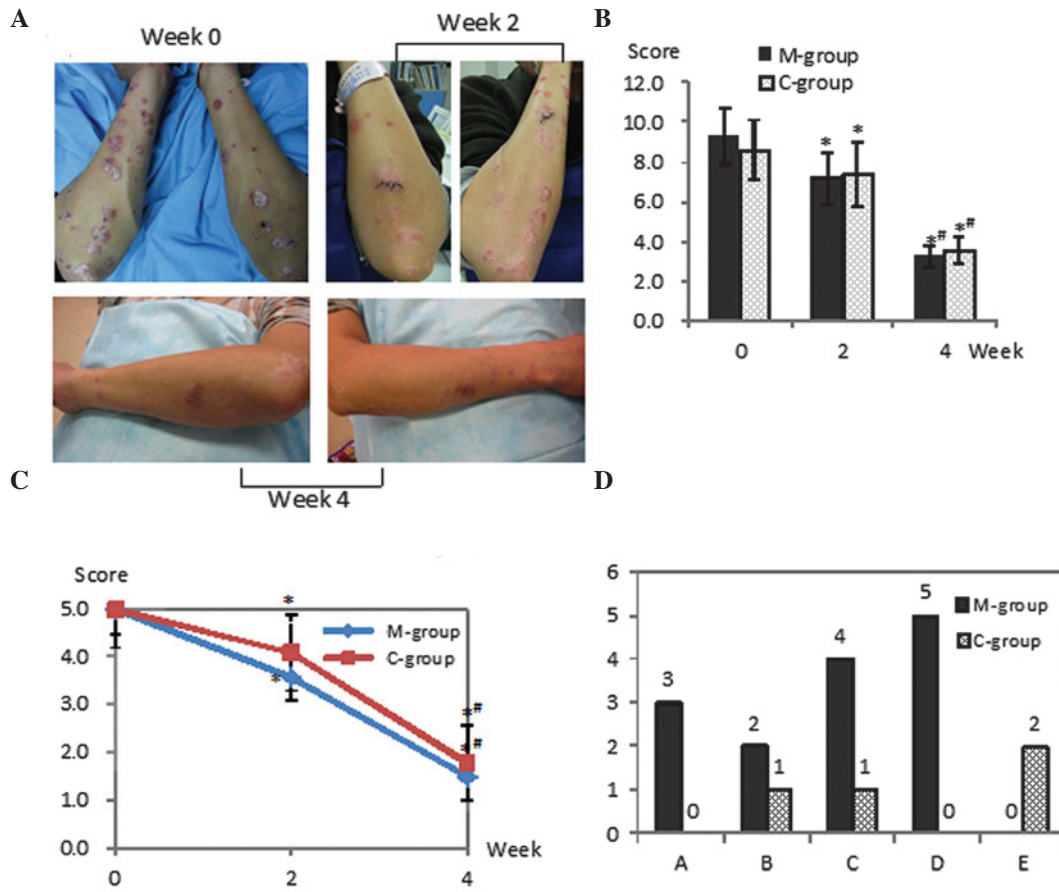 A
Week 0
Week 2
Week 4
B
Score
M-group
C-group
12.0
10.0
8.0
6.0
4.0
2.0
0.0
* *
*# *#
0 2 4 Week
C
Score
5.0
4.0
3.0
2.0
1.0
0.0
M-group
C-group
*
*
*#
*#
0 2 4
Week
D
6
5
4
3
2
1
0
M-group
C-group
3 0
2 1
4 1
5 0
0 2
A B C D E